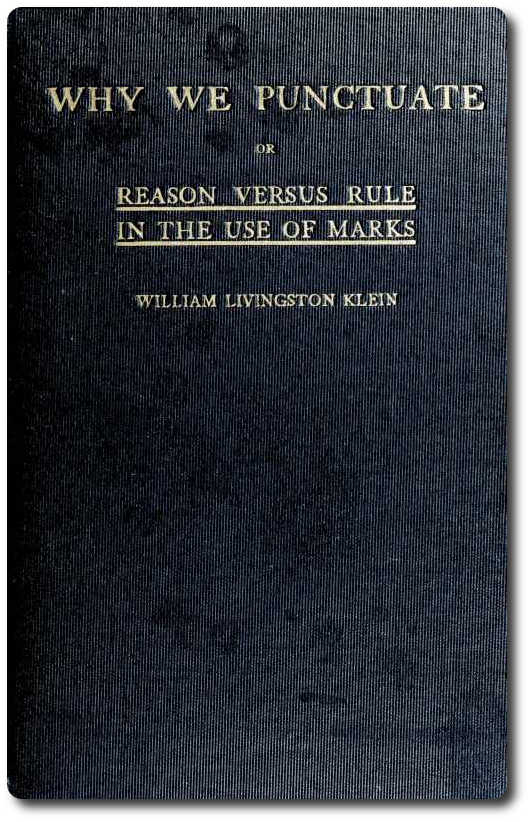 WHY WE PUNCTUATE
OR
REASON VERSUS RULE
IN THE USE OF MARKS
WILLIAM LIVINGSTON KLEIN